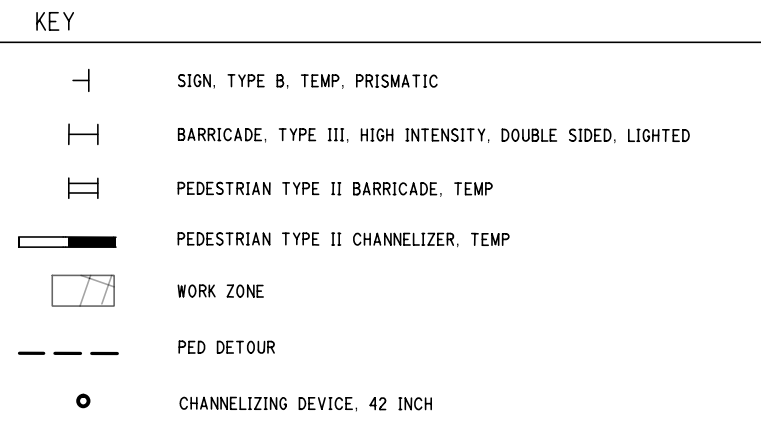 KEY
SIGN, TYPE B, TEMP, PRISMATIC
BARRICADE, TYPE III, HIGH INTENSITY, DOUBLE SIDED, LIGHTED
PEDESTRIAN TYPE II BARRICADE, TEMP
PEDESTRIAN TYPE II CHANNELIZER, TEMP
WORK ZONE
PED DETOUR
CHANNELIZING DEVICE, 42 INCH